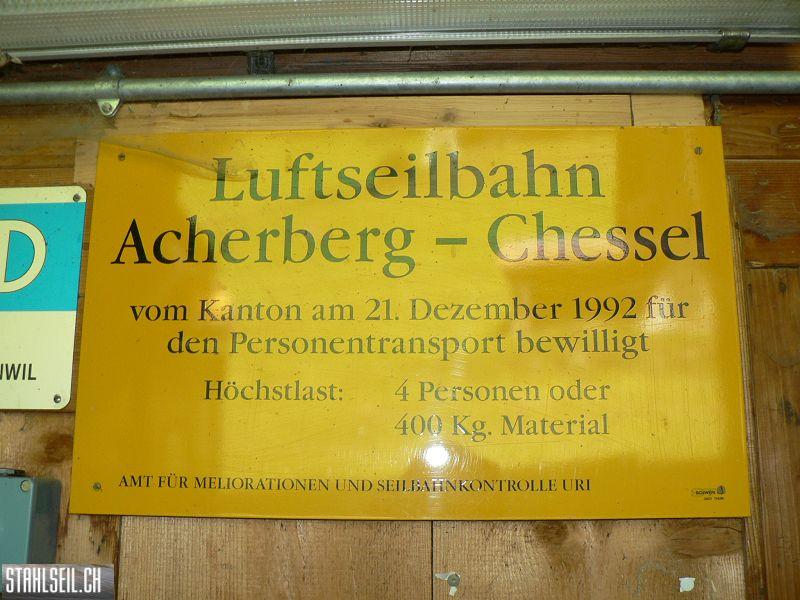 Luftseilbahn
Acherberg – Chessel
vom Kanton am 21. Dezember 1992 für
den Personentransport bewilligt
Höchstlast: 4 Personen oder
400 Kg. Material
AMT FÜR MELIORATIONEN UND SEILBAHNKONTROLLE URI
D
NWIL
STAHLSEIL.CH